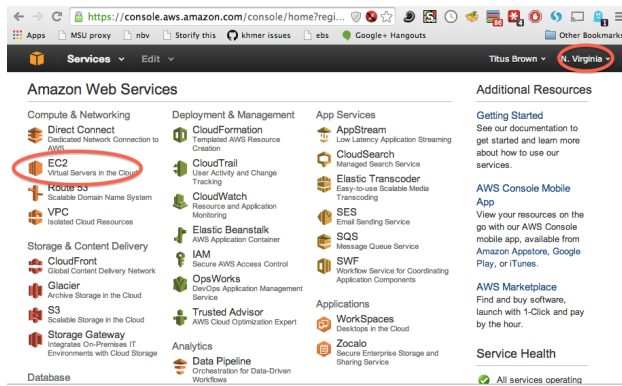 https://console.aws.amazon.com/console/home?regi...
Apps MSU proxy nbv Storify this khmer issues ebs Google+ Hangouts Other Bookmarks
Services Edit Titus Brown N. Virginia
Amazon Web Services
Compute & Networking
Direct Connect
Dedicated Network Connection to
AWS
EC2
Virtual Servers in the Cloud
Route 53
Scalable Domain Name System
VPC
Isolated Cloud Resources
Storage & Content Delivery
CloudFront
Global Content Delivery Network
Glacier
Archive Storage in the Cloud
S3
Scalable Storage in the Cloud
Storage Gateway
Integrates On-Premises IT
Environments with Cloud Storage
Database
Deployment & Management
CloudFormation
Templated AWS Resource
Creation
CloudTrail
User Activity and Change
Tracking
CloudWatch
Resource and Application
Monitoring
Elastic Beanstalk
AWS Application Container
IAM
Secure AWS Access Control
OpsWorks
DevOps Application Management
Service
Trusted Advisor
AWS Cloud Optimization Expert
Analytics
Data Pipeline
Orchestration for Data-Driven
Workflows
App Services
AppStream
Low Latency Application Streaming
CloudSearch
Managed Search Service
Elastic Transcoder
Easy-to-use Scalable Media
Transcoding
SES
Email Sending Service
SQS
Message Queue Service
SWF
Workflow Service for Coordinating
Application Components
Applications
WorkSpaces
Desktops in the Cloud
Zocalo
Secure Enterprise Storage and
Sharing Service
Additional Resources
Getting Started
See our documentation to
get started and learn more
about how to use our
services.
AWS Console Mobile
App
View your resources on the
go with our AWS Console
mobile app, available from
Amazon Appstore, Google
Play, or iTunes.
AWS Marketplace
Find and buy software,
launch with 1-Click and pay
by the hour.
Service Health
All services operating